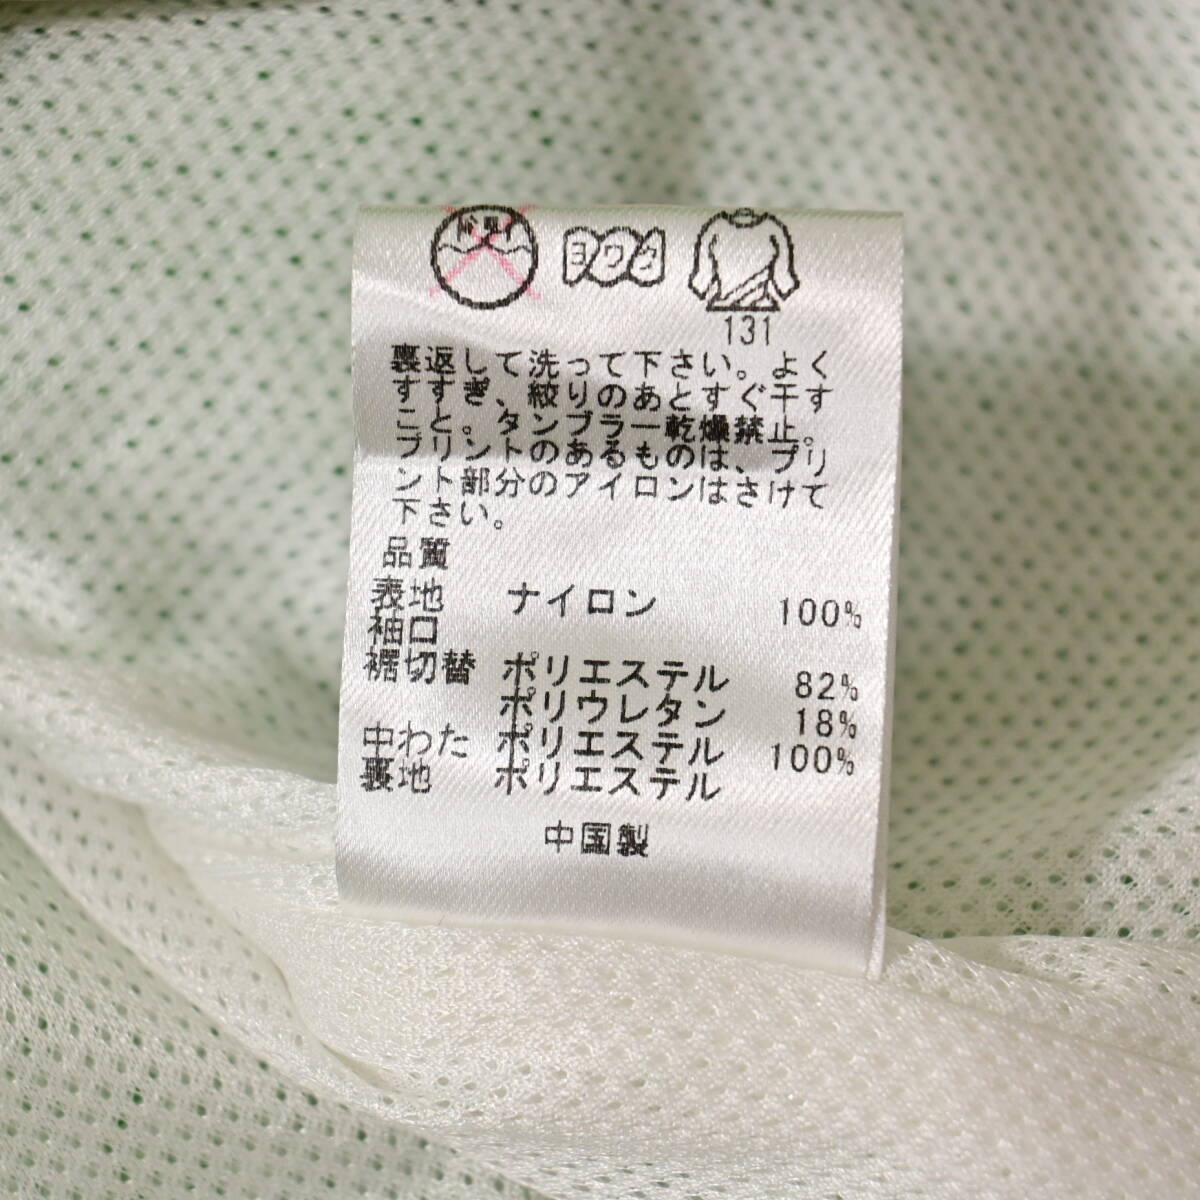 ヨワク
131
裏返して洗って下さい。よく
すすぎ、絞りのあとすぐ干す
こと。タンブラー乾燥禁止。
プリントのあるものは、プリ
ント部分のアイロンはさけて
下さい。
品質
表地 ナイロン 100%
袖口
裾切替 ポリエステル 82%
ポリウレタン 18%
中わた ポリエステル 100%
裏地 ポリエステル
中国製